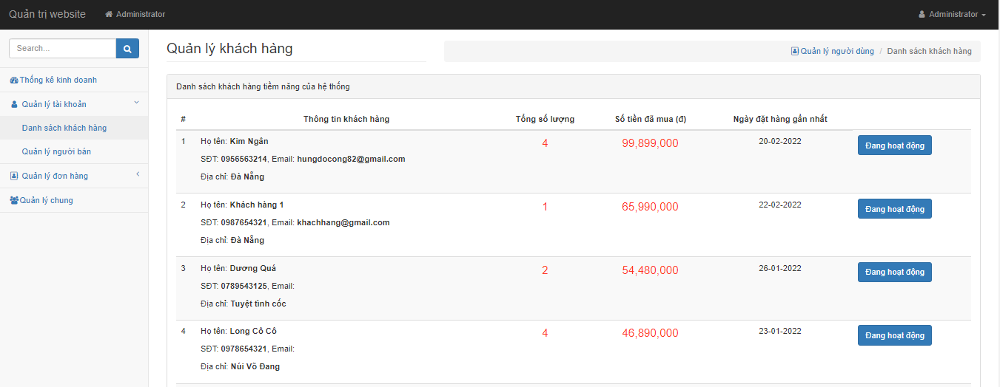 Quản trị website Administrator Administrator
Search...
Quản lý khách hàng
Quản lý người dùng / Danh sách khách hàng
Thống kê kinh doanh
Quản lý tài khoản
Danh sách khách hàng
Quản lý người bán
Quản lý đơn hàng
Quản lý chung
Danh sách khách hàng tiềm năng của hệ thống
# Thông tin khách hàng Tổng số lượng Số tiền đã mua (đ) Ngày đặt hàng gần nhất
1 Họ tên: Kim Ngân 4 99,899,000 20-02-2022 Đang hoạt động
SĐT: 0956563214, Email: hungdocong82@gmail.com
Địa chỉ: Đà Nẵng
2 Họ tên: Khách hàng 1 1 65,990,000 22-02-2022 Đang hoạt động
SĐT: 0987654321, Email: khachhang@gmail.com
Địa chỉ: Đà Nẵng
3 Họ tên: Dương Quá 2 54,480,000 26-01-2022 Đang hoạt động
SĐT: 0789543125, Email:
Địa chỉ: Tuyệt tình cốc
4 Họ tên: Long Cô Cô 4 46,890,000 23-01-2022 Đang hoạt động
SĐT: 0978654321, Email:
Địa chỉ: Núi Võ Đang